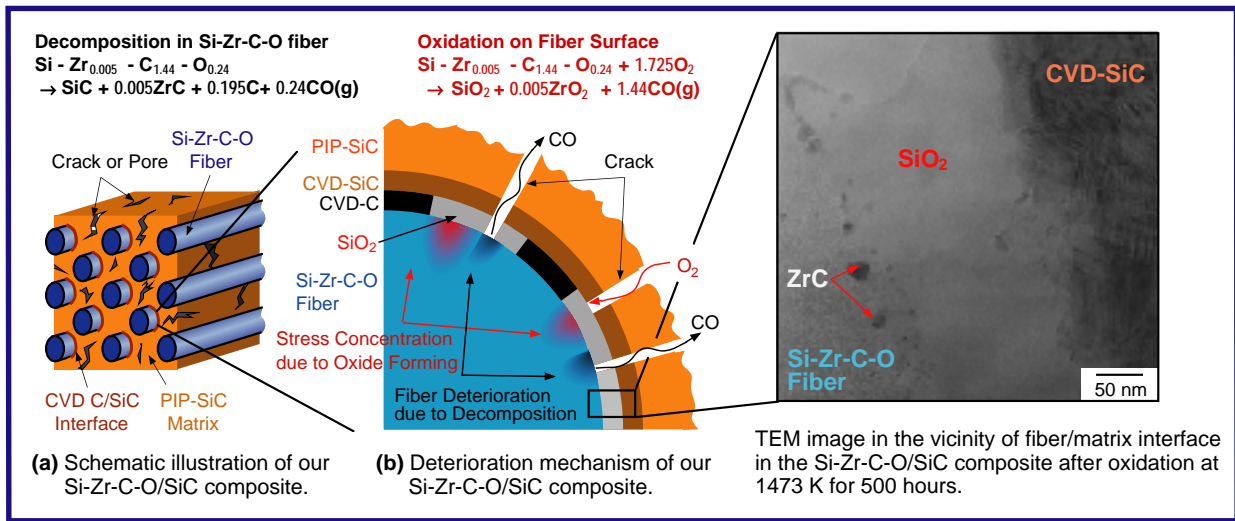 Decomposition in Si-Zr-C-O fiber
Si - Zr0.005 - C1.44 - O0.24
→ SiC + 0.005ZrC + 0.195C+ 0.24CO(g)
Oxidation on Fiber Surface
Si - Zr0.005 - C1.44 - O0.24 + 1.725O2
→ SiO2 + 0.005ZrO2 + 1.44CO(g)
Crack or Pore
Si-Zr-C-O
Fiber
CVD C/SiC
Interface
PIP-SiC
Matrix
(a) Schematic illustration of our
Si-Zr-C-O/SiC composite.
PIP-SiC
CVD-SiC
CVD-C
SiO2
Si-Zr-C-O
Fiber
CO
Crack
O2
CO
Stress Concentration
due to Oxide Forming
Fiber Deterioration
due to Decomposition
(b) Deterioration mechanism of our
Si-Zr-C-O/SiC composite.
CVD-SiC
SiO2
ZrC
Si-Zr-C-O
Fiber
50 nm
TEM image in the vicinity of fiber/matrix interface
in the Si-Zr-C-O/SiC composite after oxidation at
1473 K for 500 hours.